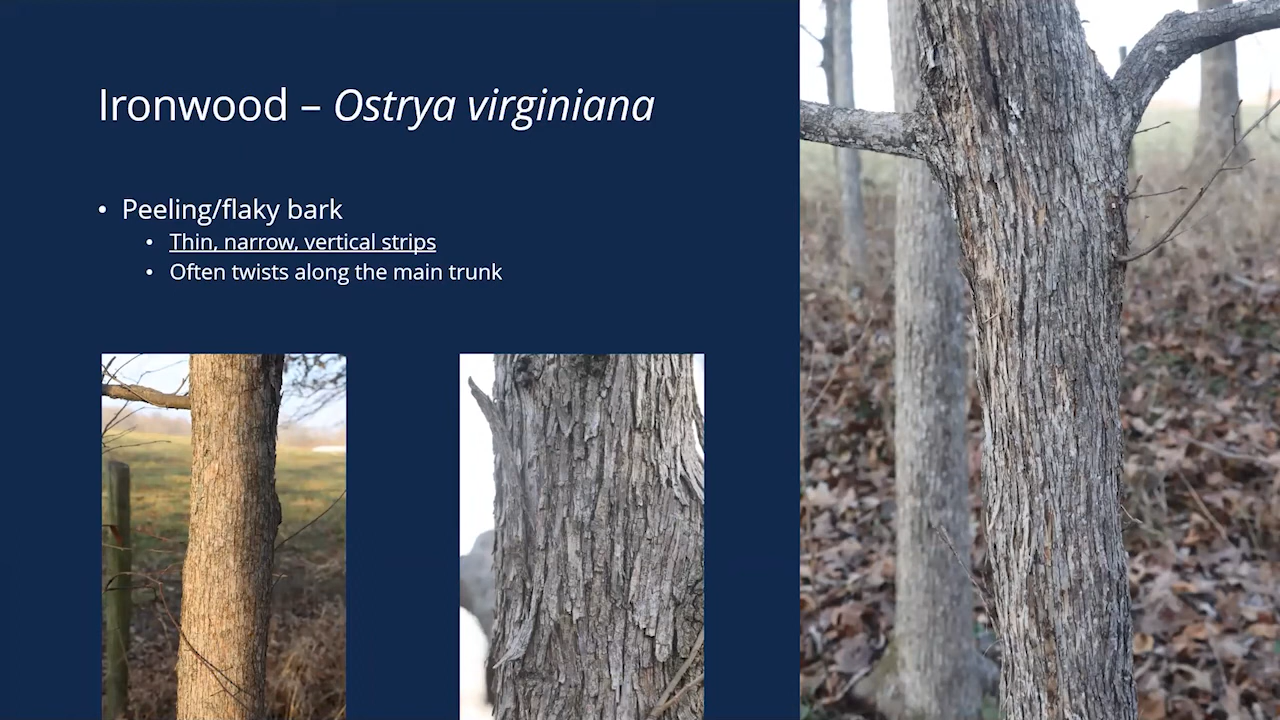 Ironwood – Ostrya virginiana
• Peeling/flaky bark
• Thin, narrow, vertical strips
• Often twists along the main trunk